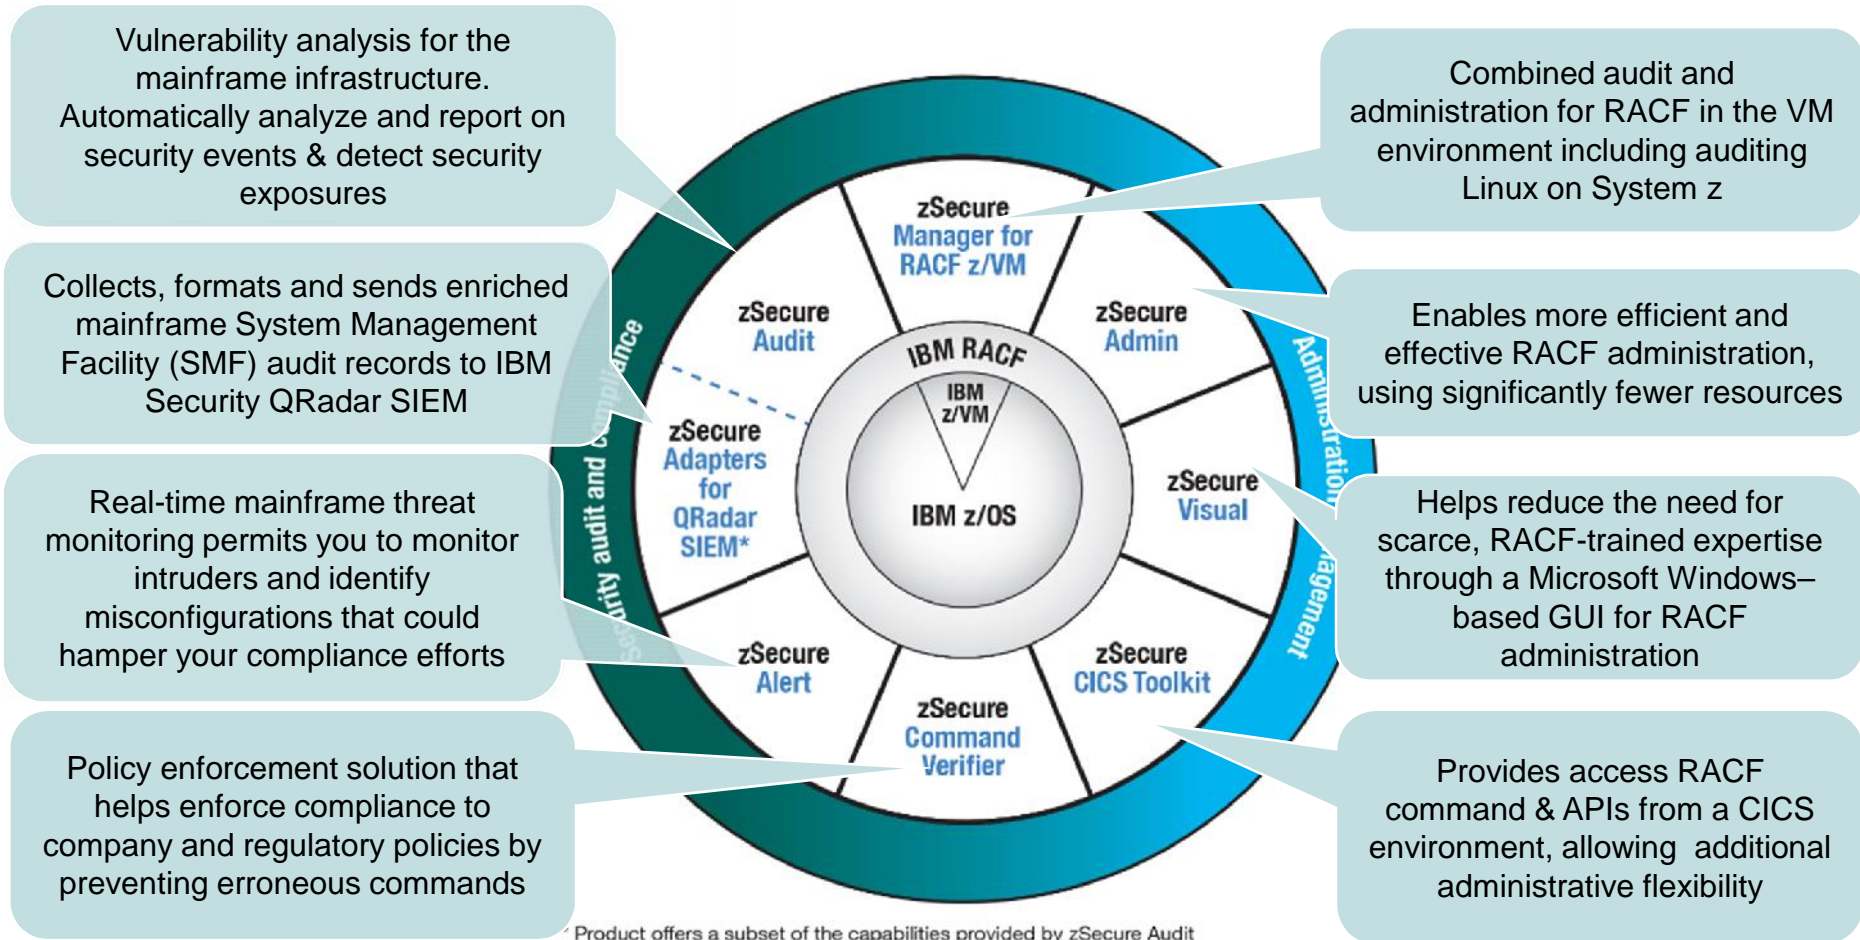 Vulnerability analysis for the
mainframe infrastructure.
Automatically analyze and report on
security events & detect security
exposures
Collects, formats and sends enriched
mainframe System Management
Facility (SMF) audit records to IBM
Security QRadar SIEM
Real-time mainframe threat
monitoring permits you to monitor
intruders and identify
misconfigurations that could
hamper your compliance efforts
Policy enforcement solution that
helps enforce compliance to
company and regulatory policies by
preventing erroneous commands
Security audit and compliance
zSecure
Manager for
RACF z/VM
zSecure
Audit
zSecure
Admin
IBM RACF
IBM
z/VM
IBM z/OS
zSecure
Adapters
for
QRadar
SIEM*
zSecure
Visual
zSecure
Alert
zSecure
CICS Toolkit
zSecure
Command
Verifier
Administration
agement
Combined audit and
administration for RACF in the VM
environment including auditing
Linux on System z
Enables more efficient and
effective RACF administration,
using significantly fewer resources
Helps reduce the need for
scarce, RACF-trained expertise
through a Microsoft Windows–
based GUI for RACF
administration
Provides access RACF
command & APIs from a CICS
environment, allowing  additional
administrative flexibility
* Product offers a subset of the capabilities provided by zSecure Audit